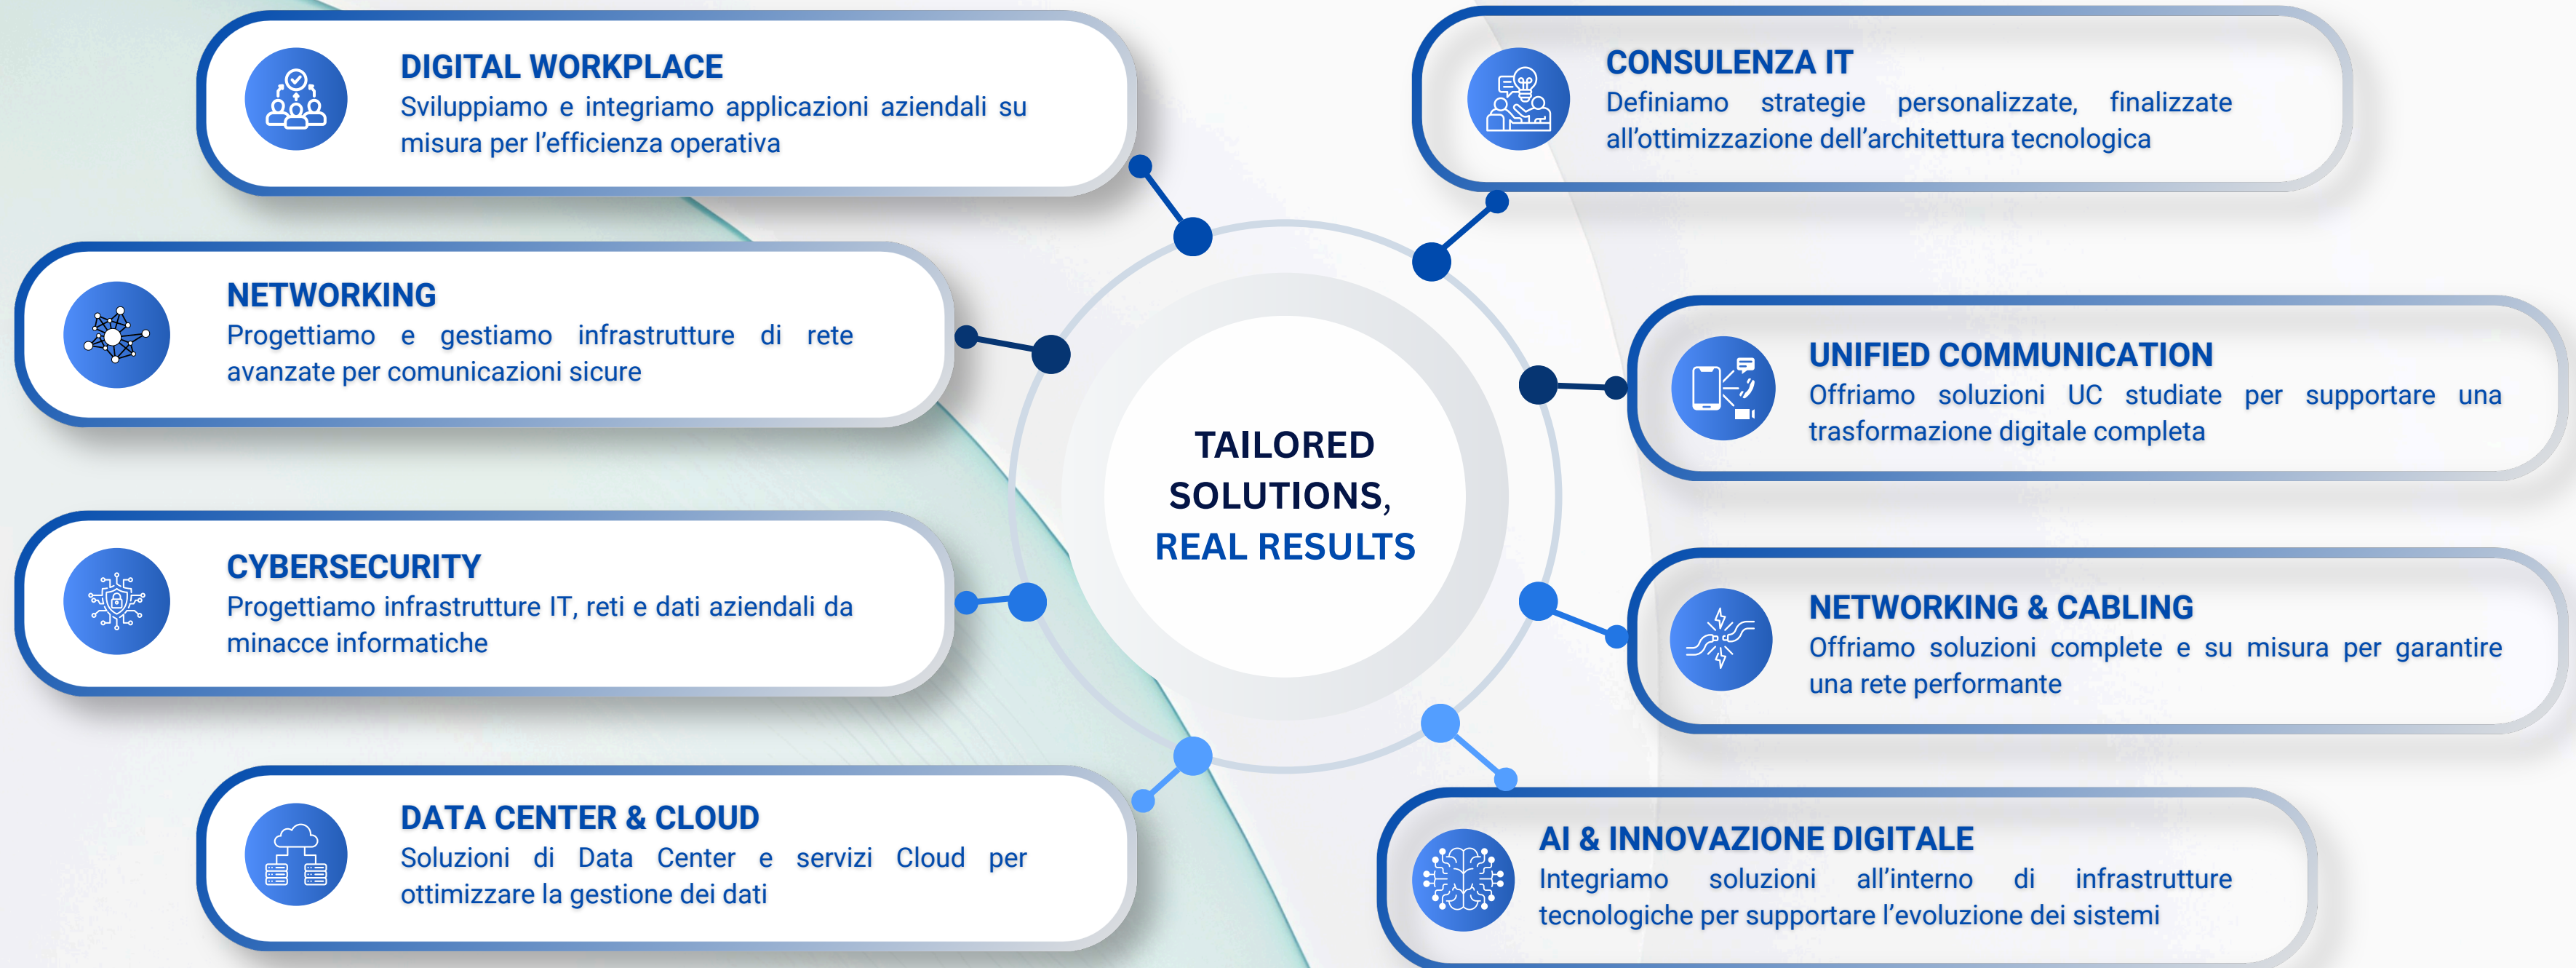 DIGITAL WORKPLACE
Sviluppiamo e integriamo applicazioni aziendali su
misura per l’efficienza operativa
NETWORKING
Progettiamo e gestiamo infrastrutture di rete
avanzate per comunicazioni sicure
CYBERSECURITY
Progettiamo infrastrutture IT, reti e dati aziendali da
minacce informatiche
DATA CENTER & CLOUD
Soluzioni di Data Center e servizi Cloud per
ottimizzare la gestione dei dati
TAILORED
SOLUTIONS,
REAL RESULTS
CONSULENZA IT
Definiamo strategie personalizzate, finalizzate
all’ottimizzazione dell’architettura tecnologica
UNIFIED COMMUNICATION
Offriamo soluzioni UC studiate per supportare una
trasformazione digitale completa
NETWORKING & CABLING
Offriamo soluzioni complete e su misura per garantire
una rete performante
AI & INNOVAZIONE DIGITALE
Integriamo soluzioni all’interno di infrastrutture
tecnologiche per supportare l’evoluzione dei sistemi